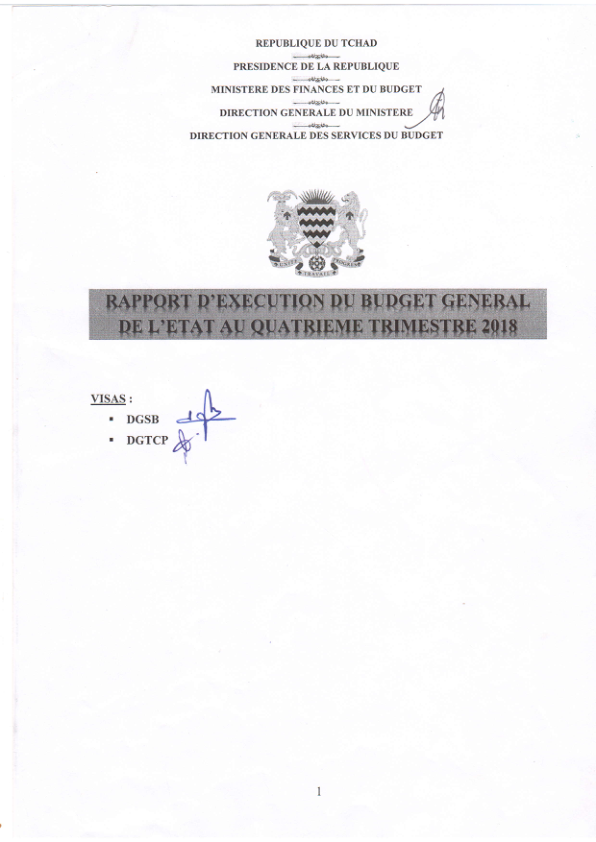 REPUBLIQUE DU TCHAD
PRESIDENCE DE LA REPUBLIQUE
MINISTERE DES FINANCES ET DU BUDGET
DIRECTION GENERALE DU MINISTERE
DIRECTION GENERALE DES SERVICES DU BUDGET
UNITE
TRAVAIL
PROGRES
RAPPORT D'EXECUTION DU BUDGET GENERAL
DE L'ETAT AU QUATRIEME TRIMESTRE 2018
VISAS :
▪ DGSB
▪ DGTCP
1